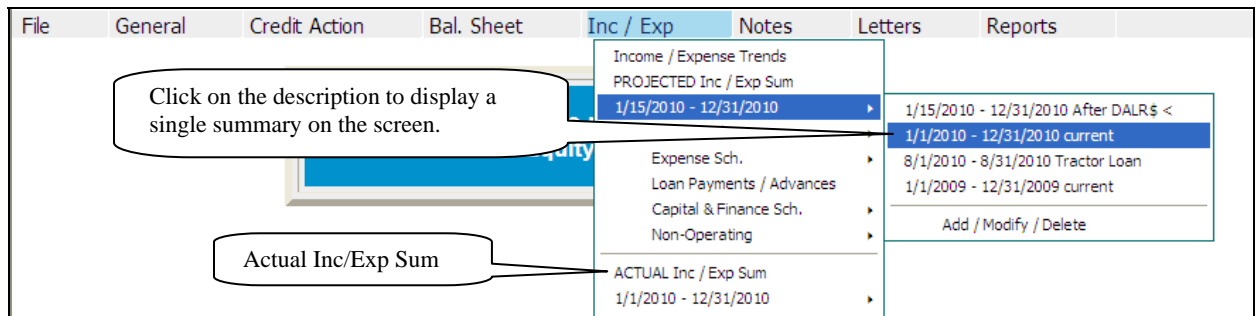 File General Credit Action Bal. Sheet Inc / Exp Notes Letters Reports
Income / Expense Trends
PROJECTED Inc / Exp Sum
1/15/2010 - 12/31/2010
Expense Sch.
Loan Payments / Advances
Capital & Finance Sch.
Non-Operating
ACTUAL Inc / Exp Sum
1/1/2010 - 12/31/2010
1/15/2010 - 12/31/2010 After DALR$ <
1/1/2010 - 12/31/2010 current
8/1/2010 - 8/31/2010 Tractor Loan
1/1/2009 - 12/31/2009 current
Add / Modify / Delete
Click on the description to display a
single summary on the screen.
Actual Inc/Exp Sum